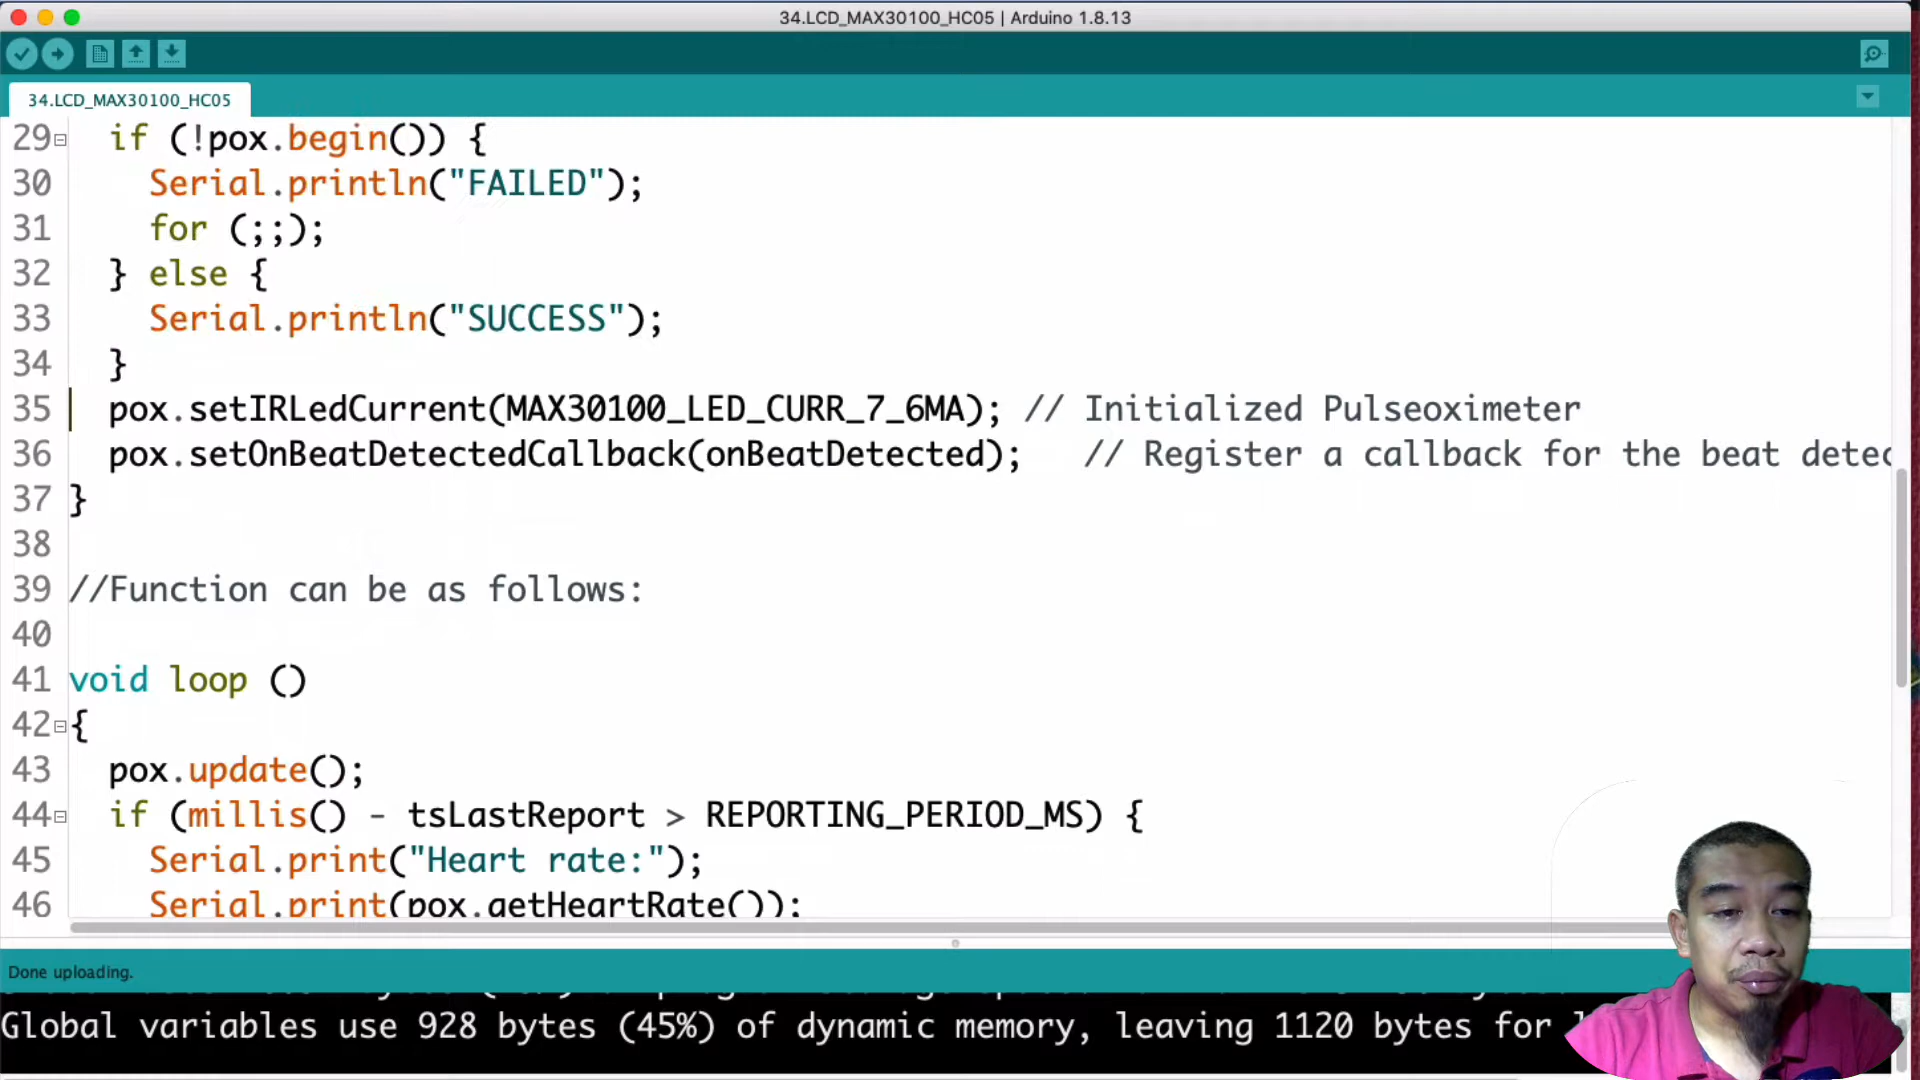 34.LCD_MAX30100_HC05 | Arduino 1.8.13
34.LCD_MAX30100_HC05
29 if (!pox.begin()) {
30 Serial.println("FAILED");
31 for (;;);
32 } else {
33 Serial.println("SUCCESS");
34 }
35 pox.setIRLedCurrent(MAX30100_LED_CURR_7_6MA); // Initialized Pulseoximeter
36 pox.setOnBeatDetectedCallback(onBeatDetected); // Register a callback for the beat detec
37 }
38
39 //Function can be as follows:
40
41 void loop ()
42 {
43 pox.update();
44 if (millis() - tsLastReport > REPORTING_PERIOD_MS) {
45 Serial.print("Heart rate:");
46 Serial.print(pox.getHeartRate());
Done uploading.
Global variables use 928 bytes (45%) of dynamic memory, leaving 1120 bytes for